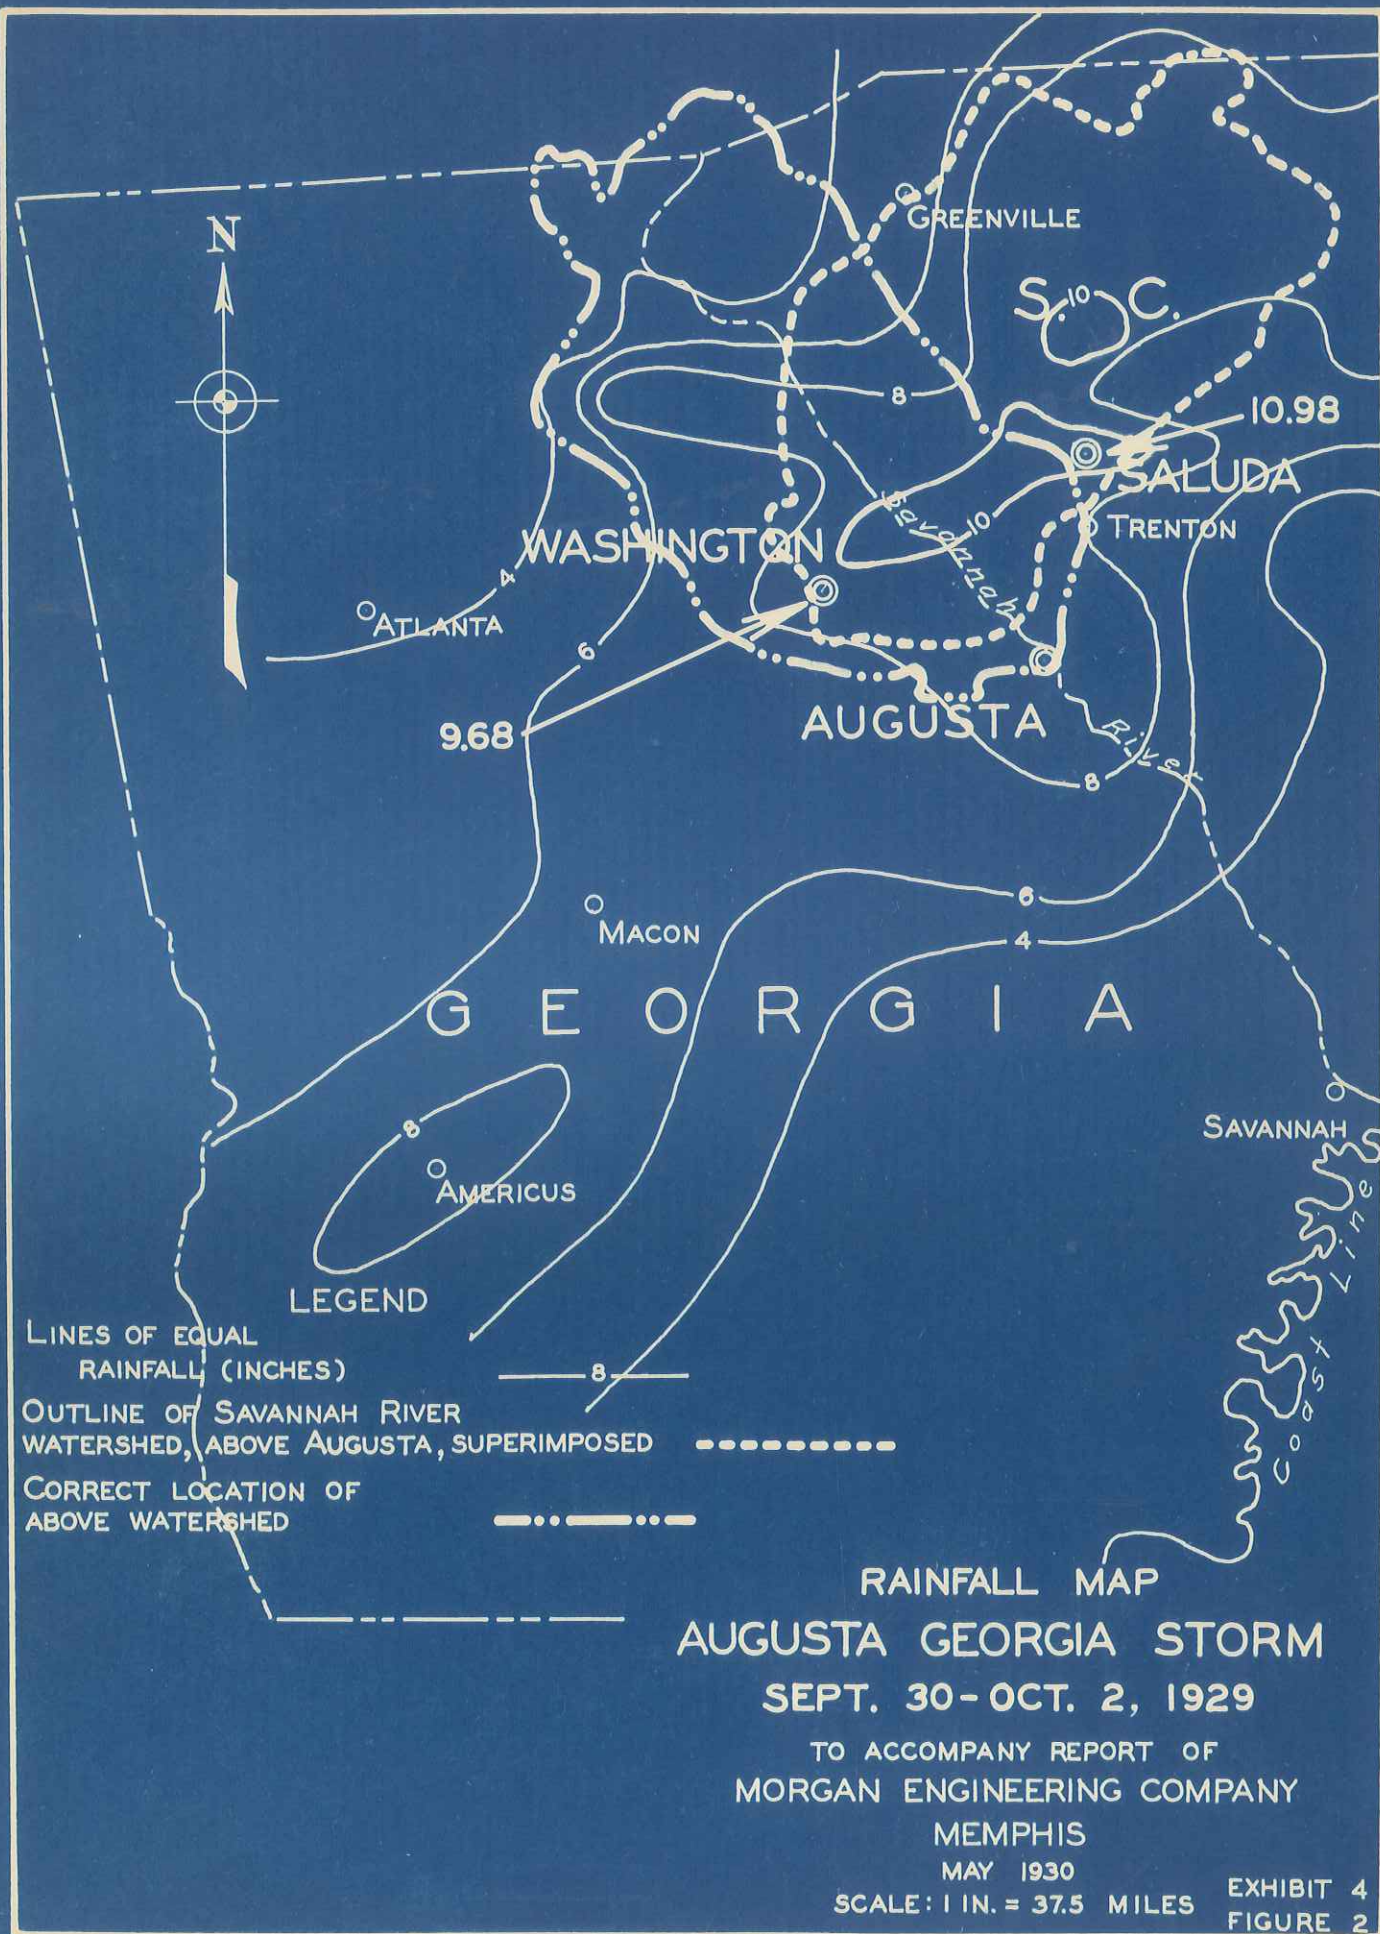 N
GREENVILLE
S. C.
10
8
10.98
SALUDA
Savannah
10
TRENTON
WASHINGTON
4
ATLANTA
6
9.68
AUGUSTA
River
8
6
MACON
4
GEORGIA
SAVANNAH
8
AMERICUS
Coast Line
LEGEND
LINES OF EQUAL
RAINFALL (INCHES)
8
OUTLINE OF SAVANNAH RIVER
WATERSHED, ABOVE AUGUSTA, SUPERIMPOSED
CORRECT LOCATION OF
ABOVE WATERSHED
RAINFALL MAP
AUGUSTA GEORGIA STORM
SEPT. 30-OCT. 2, 1929
TO ACCOMPANY REPORT OF
MORGAN ENGINEERING COMPANY
MEMPHIS
MAY 1930
SCALE: 1 IN. = 37.5 MILES
EXHIBIT 4
FIGURE 2